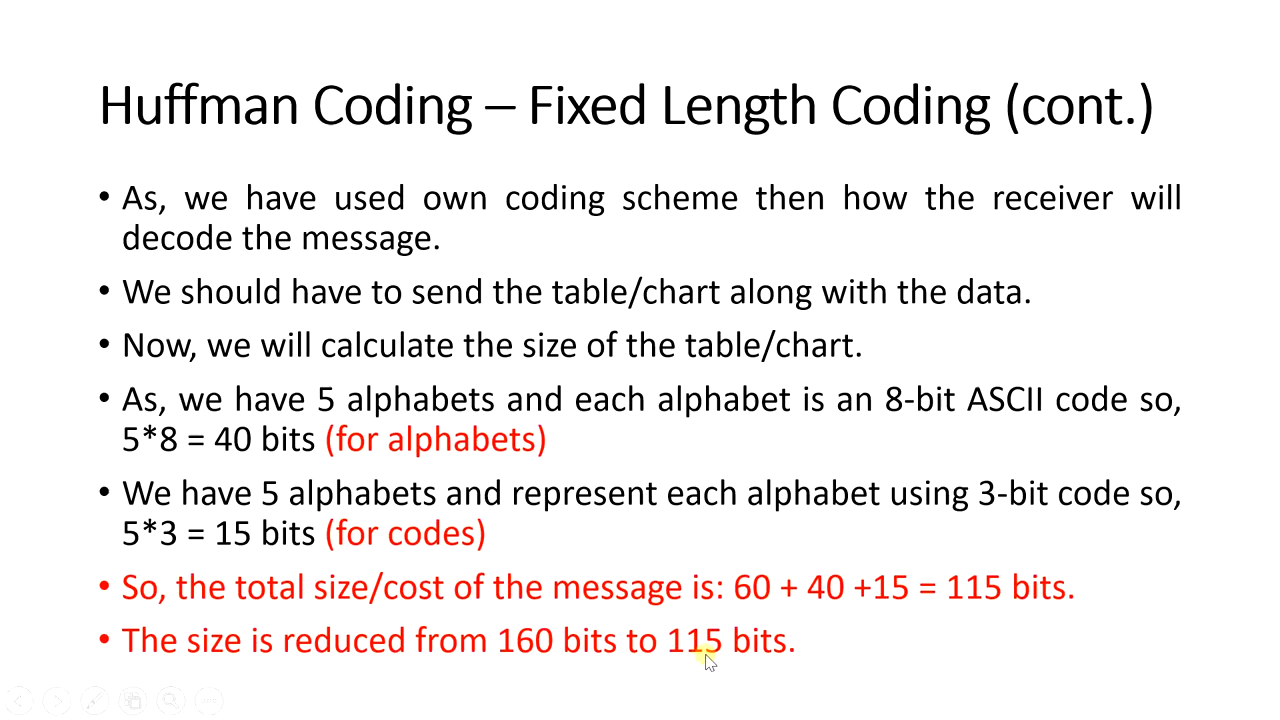 Huffman Coding – Fixed Length Coding (cont.)
• As, we have used own coding scheme then how the receiver will
decode the message.
• We should have to send the table/chart along with the data.
• Now, we will calculate the size of the table/chart.
• As, we have 5 alphabets and each alphabet is an 8-bit ASCII code so,
5*8 = 40 bits (for alphabets)
• We have 5 alphabets and represent each alphabet using 3-bit code so,
5*3 = 15 bits (for codes)
• So, the total size/cost of the message is: 60 + 40 +15 = 115 bits.
• The size is reduced from 160 bits to 115 bits.